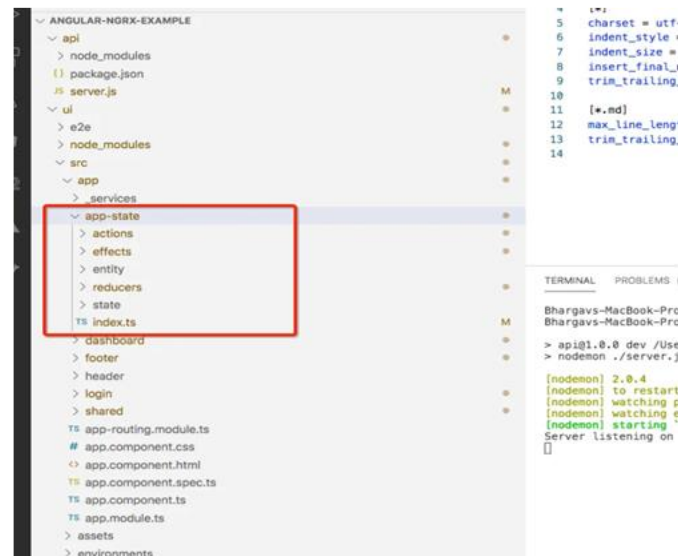 ANGULAR-NGRX-EXAMPLE
api
node_modules
package.json
JS server.js M
ui
e2e
node_modules
src
app
_services
app-state
actions
effects
entity
reducers
state
TS index.ts M
dashboard
footer
header
login
shared
TS app-routing.module.ts
# app.component.css
<> app.component.html
TS app.component.spec.ts
TS app.component.ts
TS app.module.ts
assets
environments
4 [*]
5 charset = utf-
6 indent_style =
7 indent_size =
8 insert_final_
9 trim_trailing_
10
11 [*.md]
12 max_line_leng
13 trim_trailing_
14
TERMINAL PROBLEMS
Bhargavs-MacBook-Pro
Bhargavs-MacBook-Pro
> api@1.0.0 dev /Use
> nodemon ./server.j
[nodemon] 2.0.4
[nodemon] to restart
[nodemon] watching p
[nodemon] watching e
[nodemon] starting `
Server listening on